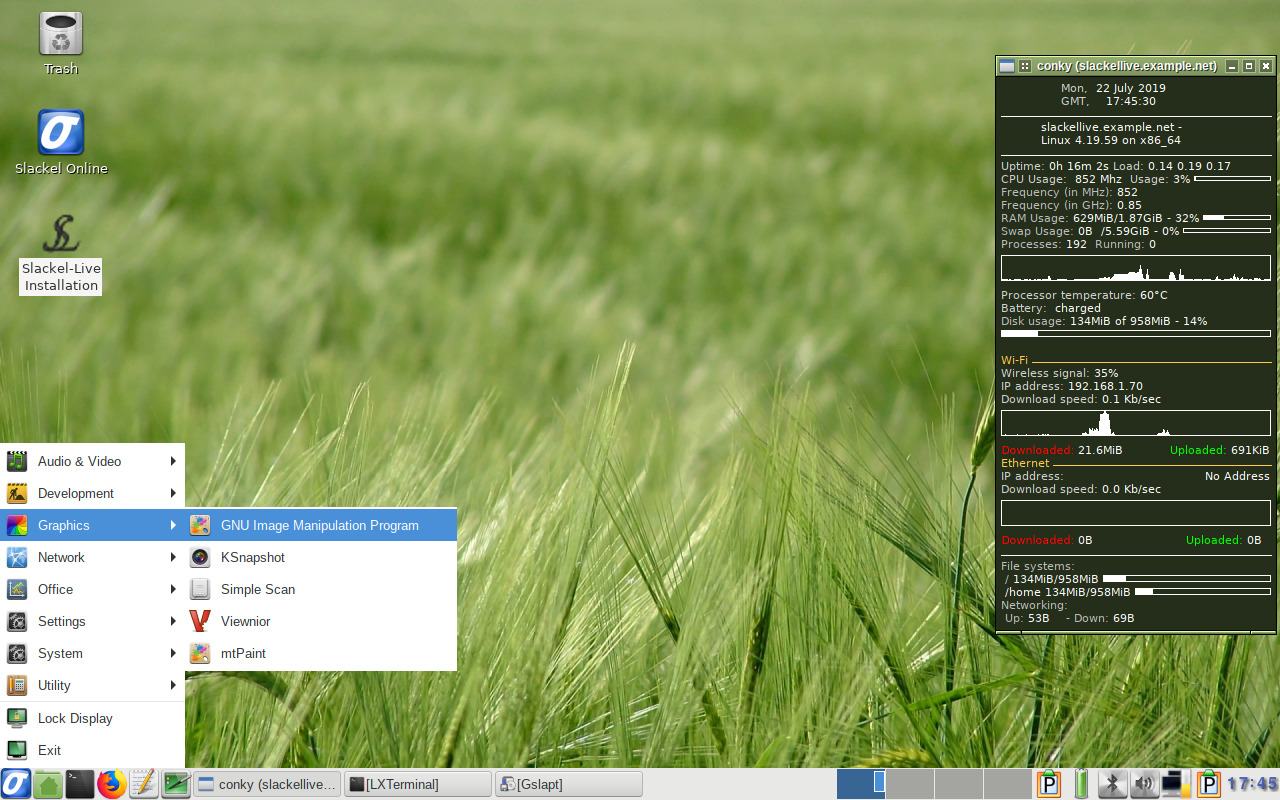 Trash
Slackel Online
Slackel-Live
Installation
conky (slackellive.example.net)
Mon, 22 July 2019
GMT, 17:45:30
slackellive.example.net -
Linux 4.19.59 on x86_64
Uptime: 0h 16m 2s Load: 0.14 0.19 0.17
CPU Usage: 852 Mhz Usage: 3%
Frequency (in MHz): 852
Frequency (in GHz): 0.85
RAM Usage: 629MiB/1.87GiB - 32%
Swap Usage: 0B /5.59GiB - 0%
Processes: 192 Running: 0
Processor temperature: 60°C
Battery: charged
Disk usage: 134MiB of 958MiB - 14%
Wi-Fi
Wireless signal: 35%
IP address: 192.168.1.70
Download speed: 0.1 Kb/sec
Downloaded: 21.6MiB Uploaded: 691KiB
Ethernet
IP address: No Address
Download speed: 0.0 Kb/sec
Downloaded: 0B Uploaded: 0B
File systems:
/ 134MiB/958MiB
/home 134MiB/958MiB
Networking:
Up: 53B - Down: 69B
Audio & Video
Development
Graphics
Network
Office
Settings
System
Utility
Lock Display
Exit
GNU Image Manipulation Program
KSnapshot
Simple Scan
Viewnior
mtPaint
conky (slackellive...
[LXTerminal]
[Gslapt]
P
P
17:45